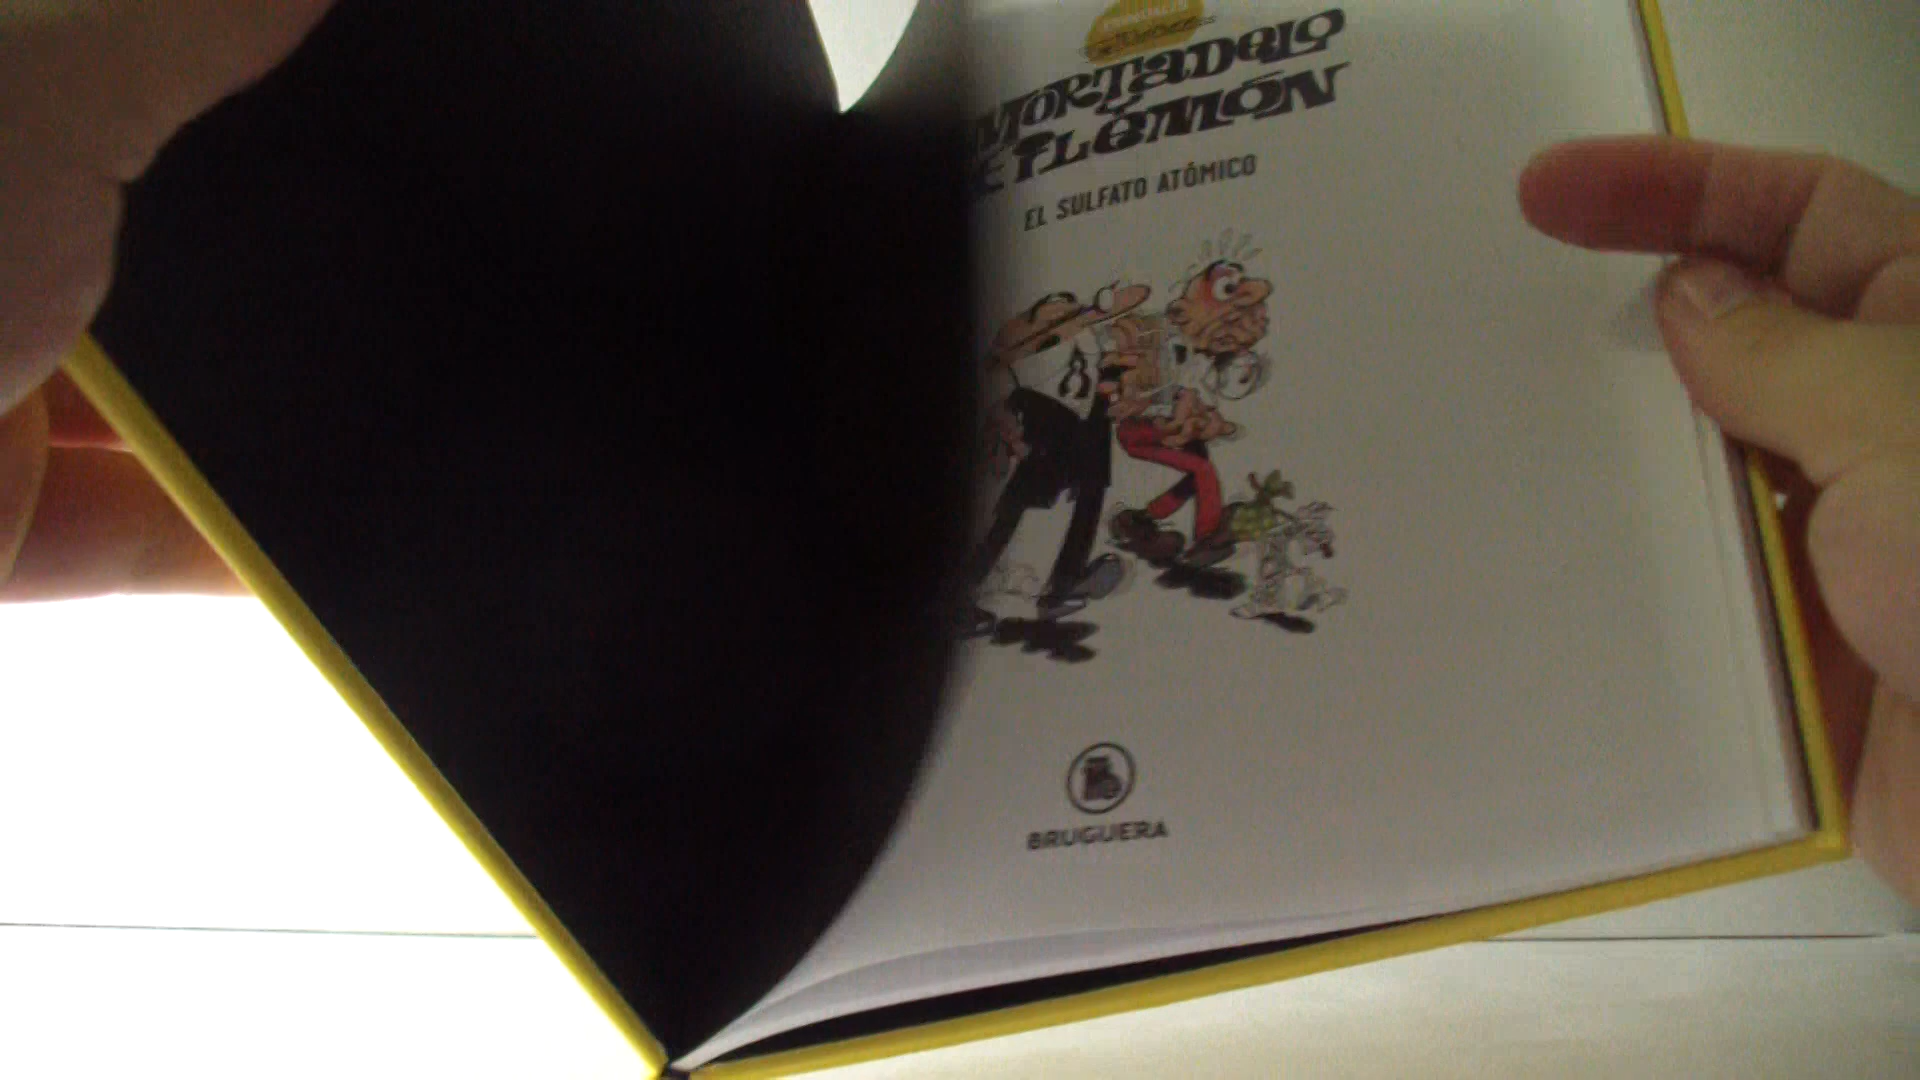 MORTADELO
Y FILEMÓN
EL SULFATO ATÓMICO
BRUGUERA